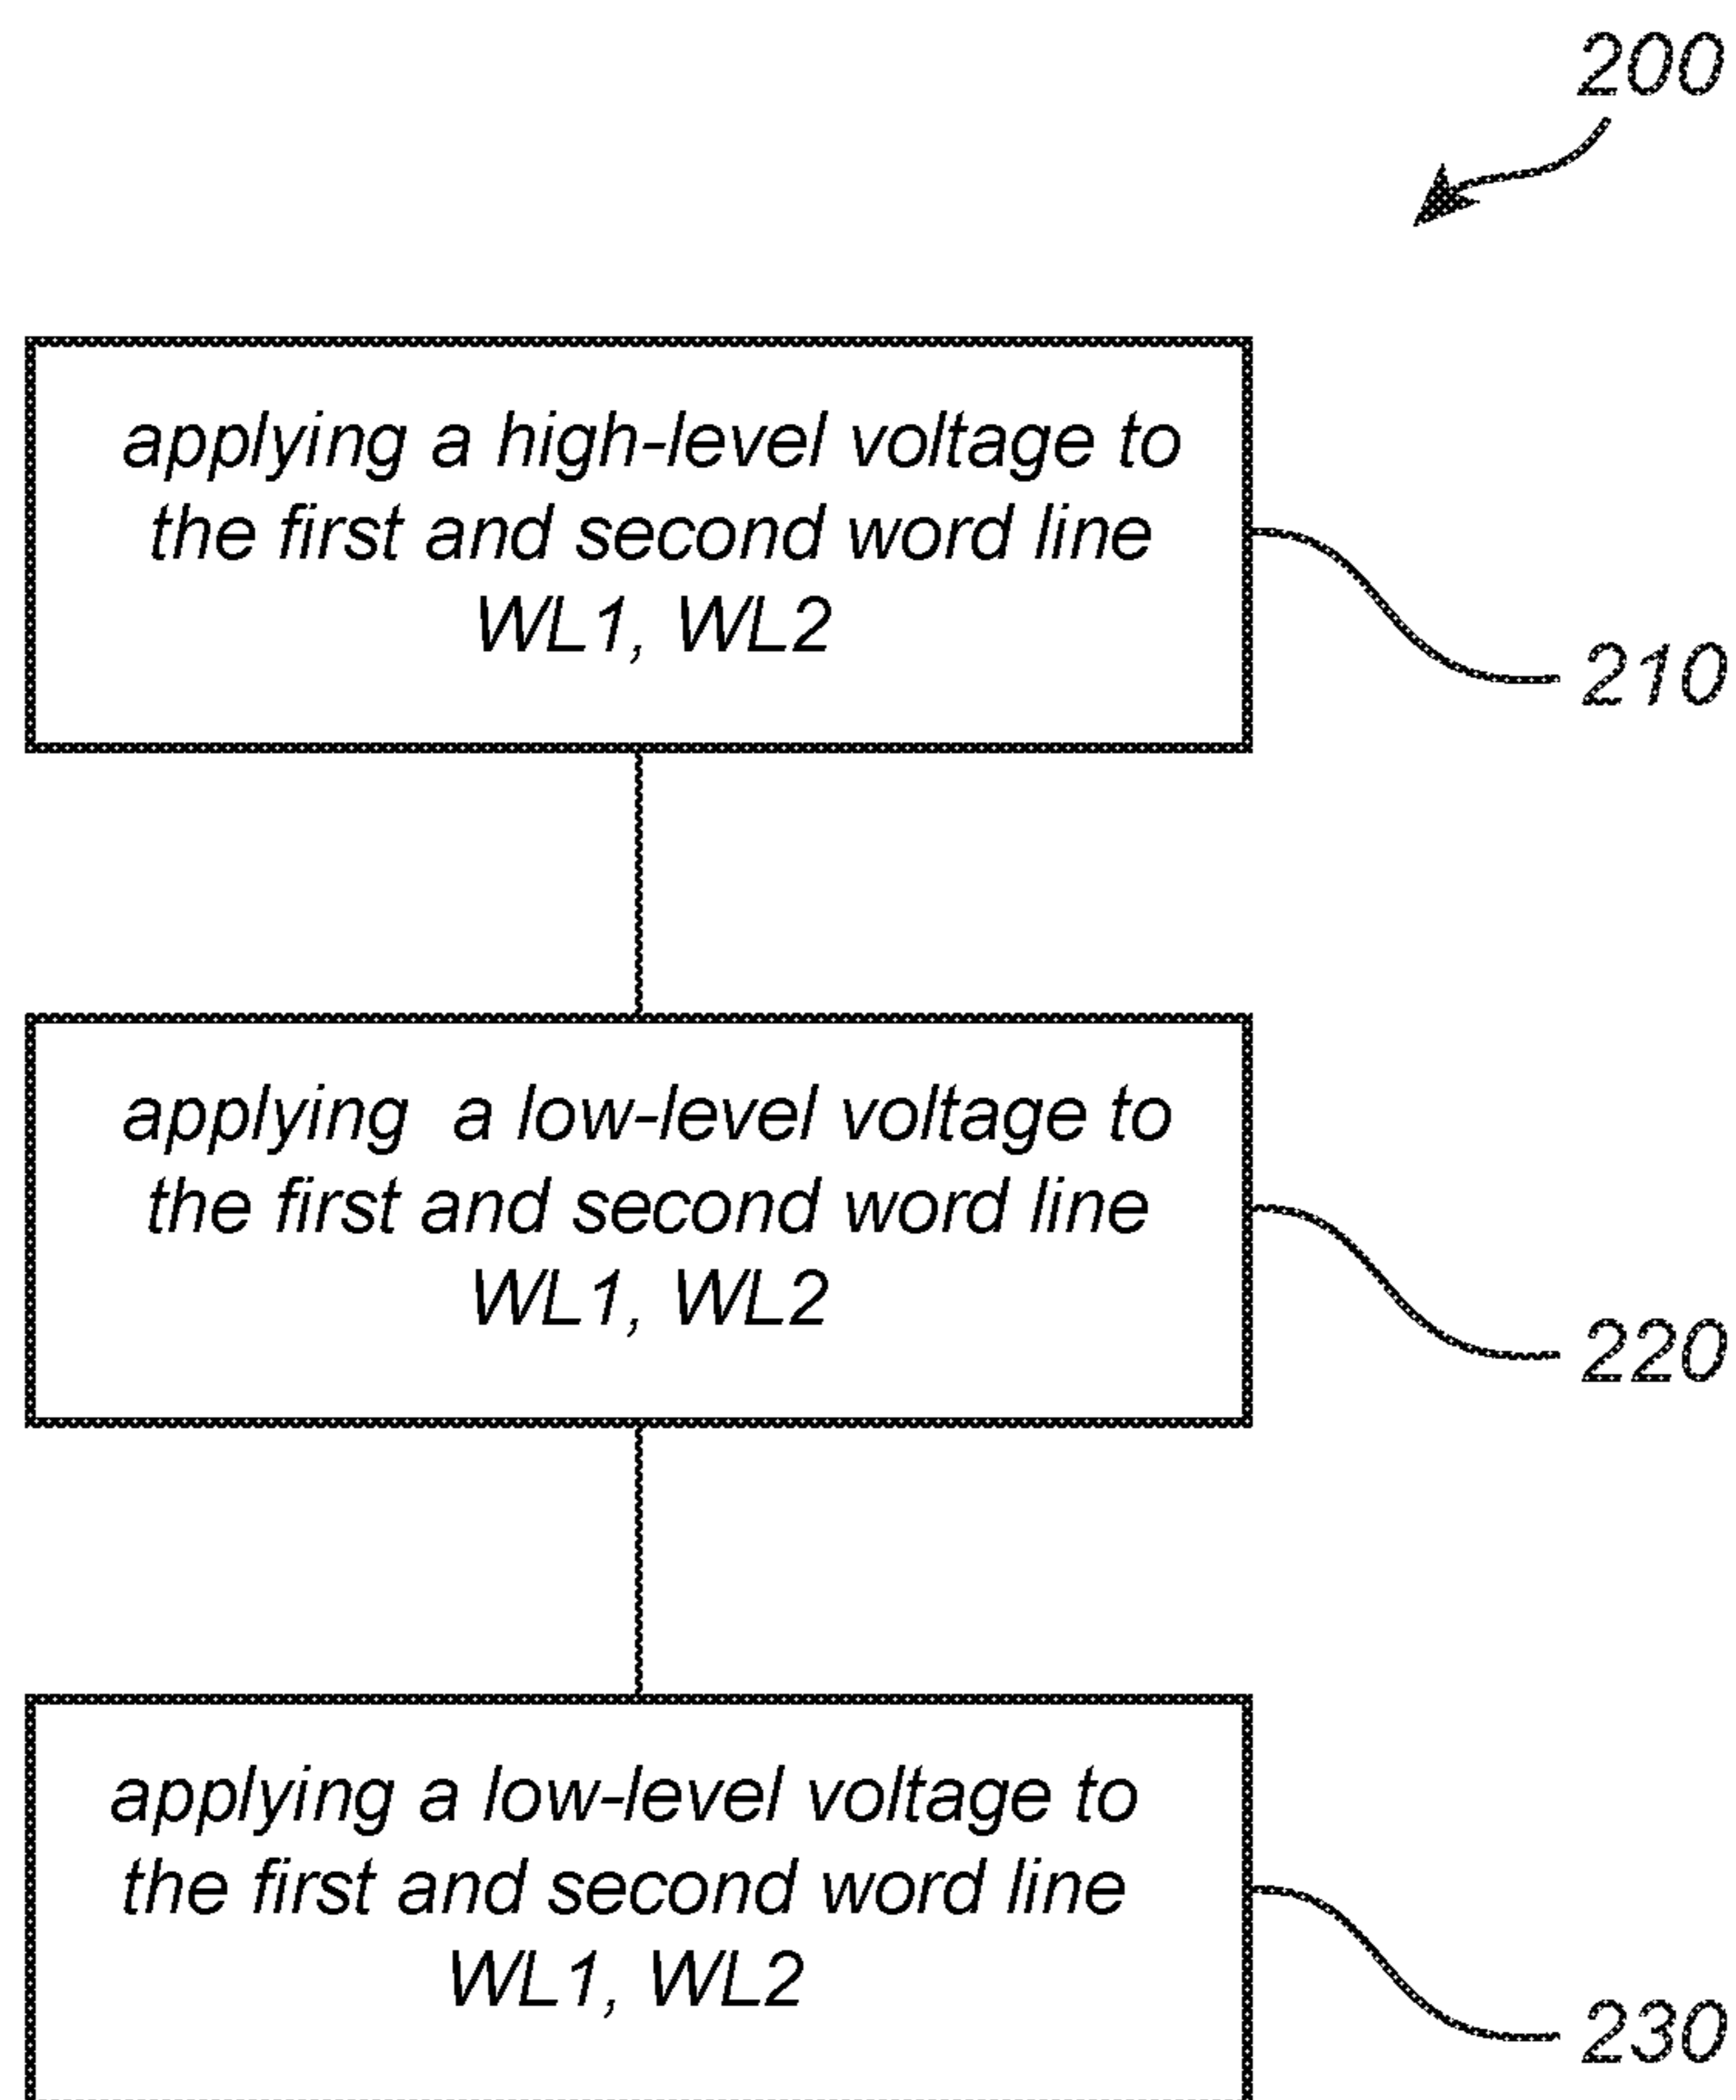 200
applying a high-level voltage to
the first and second word line
WL1, WL2
210
applying a low-level voltage to
the first and second word line
WL1, WL2
220
applying a low-level voltage to
the first and second word line
WL1, WL2
230